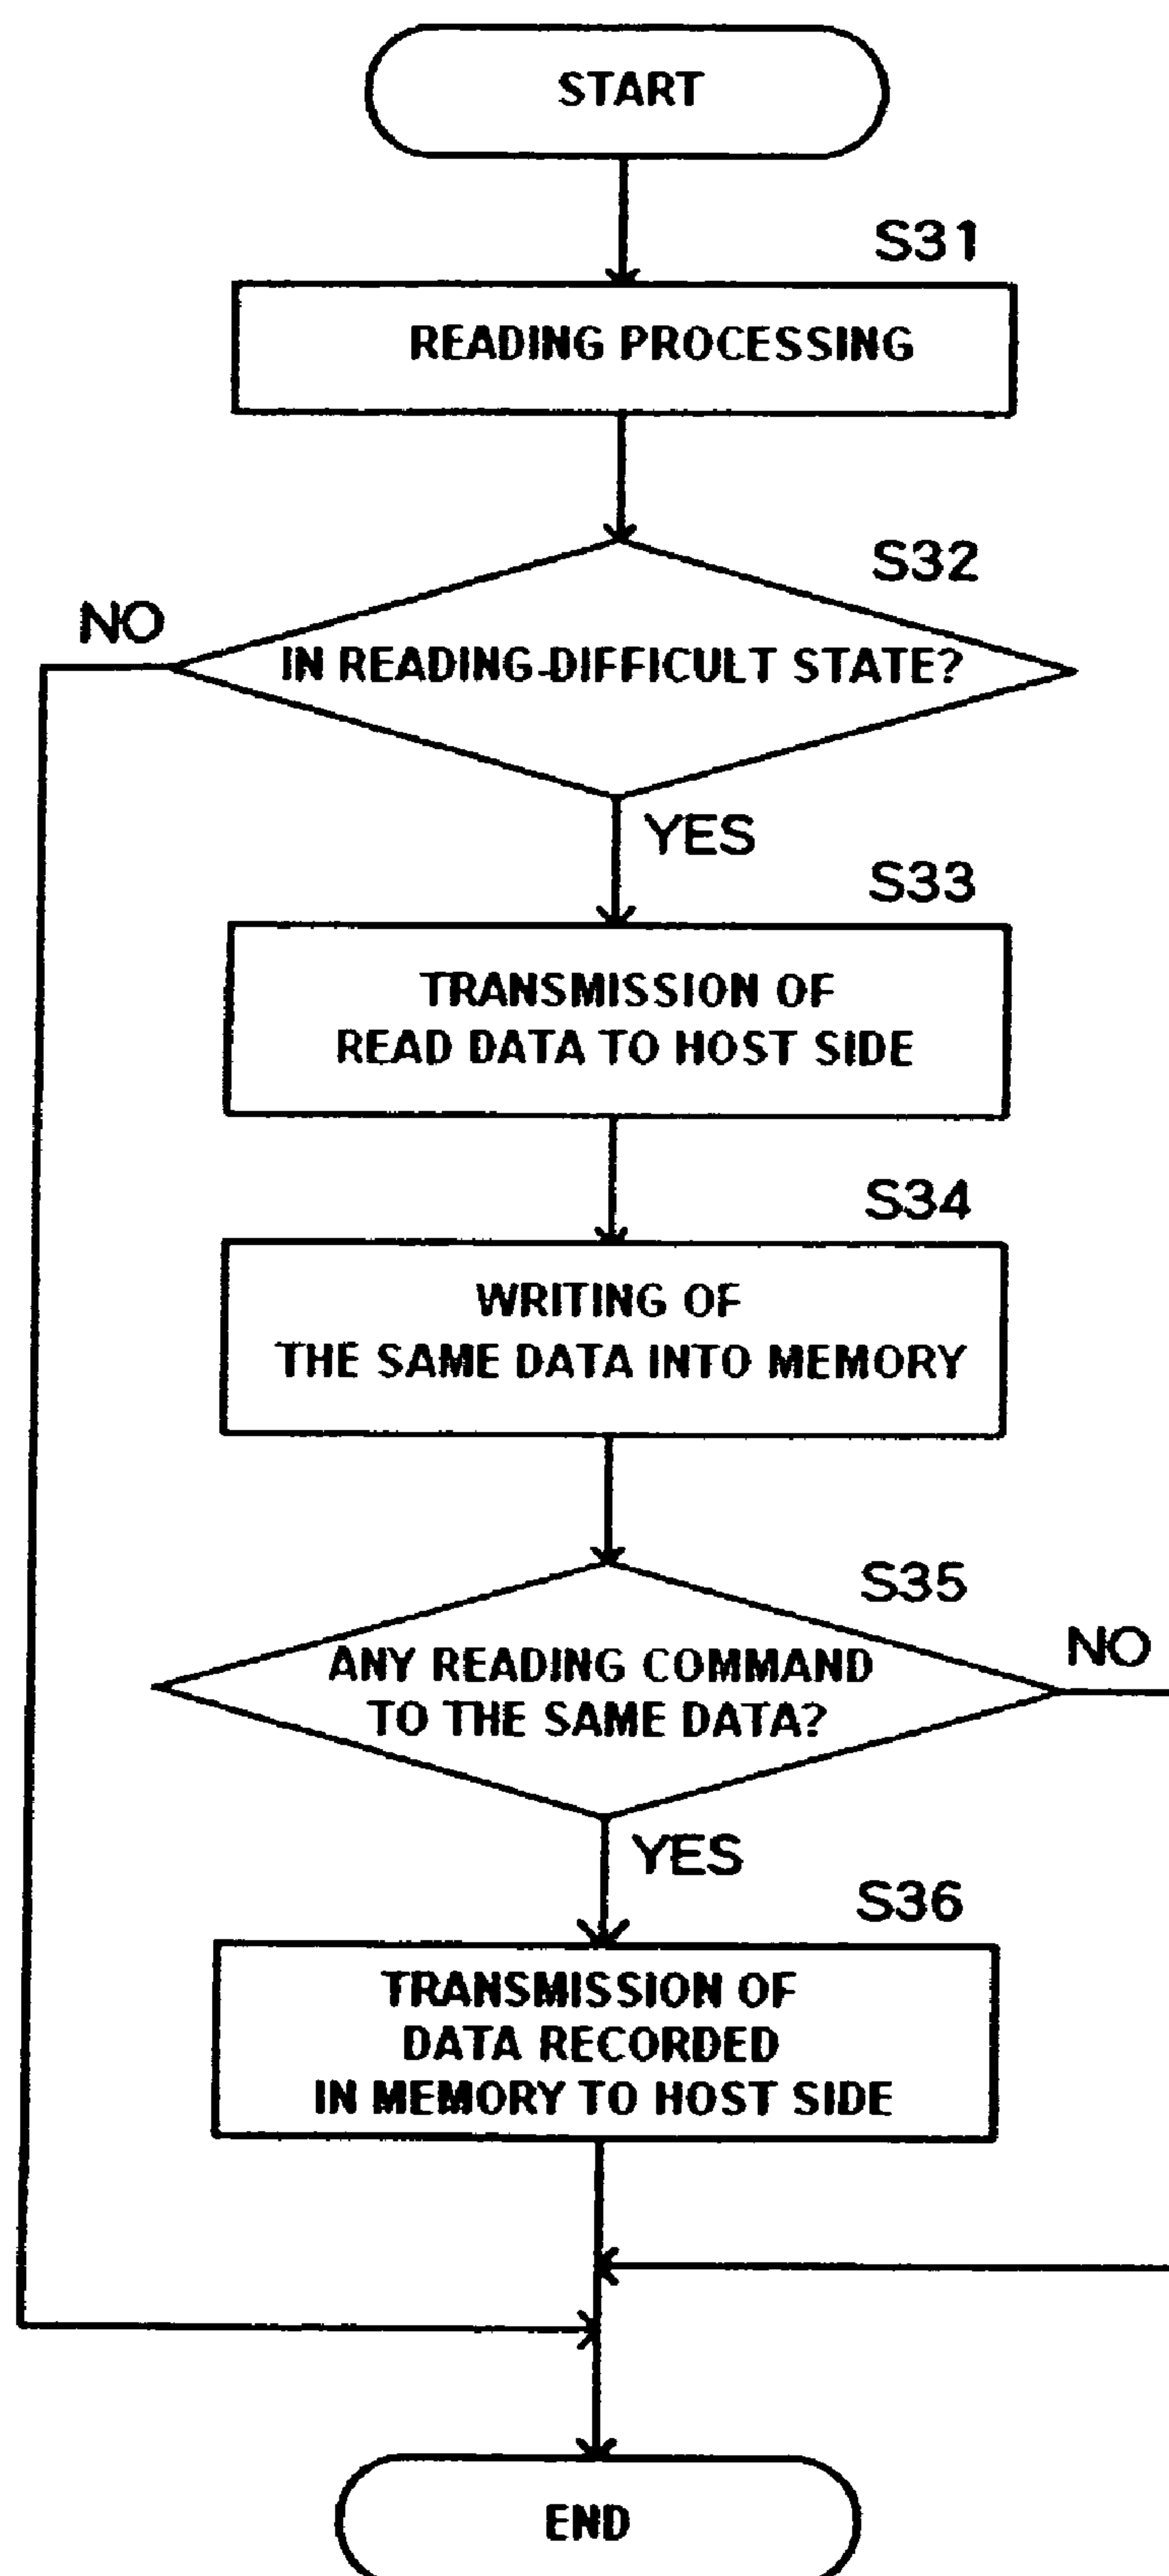 START
S31
READING PROCESSING
S32
NO
IN READING-DIFFICULT STATE?
YES
S33
TRANSMISSION OF
READ DATA TO HOST SIDE
S34
WRITING OF
THE SAME DATA INTO MEMORY
S35
NO
ANY READING COMMAND
TO THE SAME DATA?
YES
S36
TRANSMISSION OF
DATA RECORDED
IN MEMORY TO HOST SIDE
END